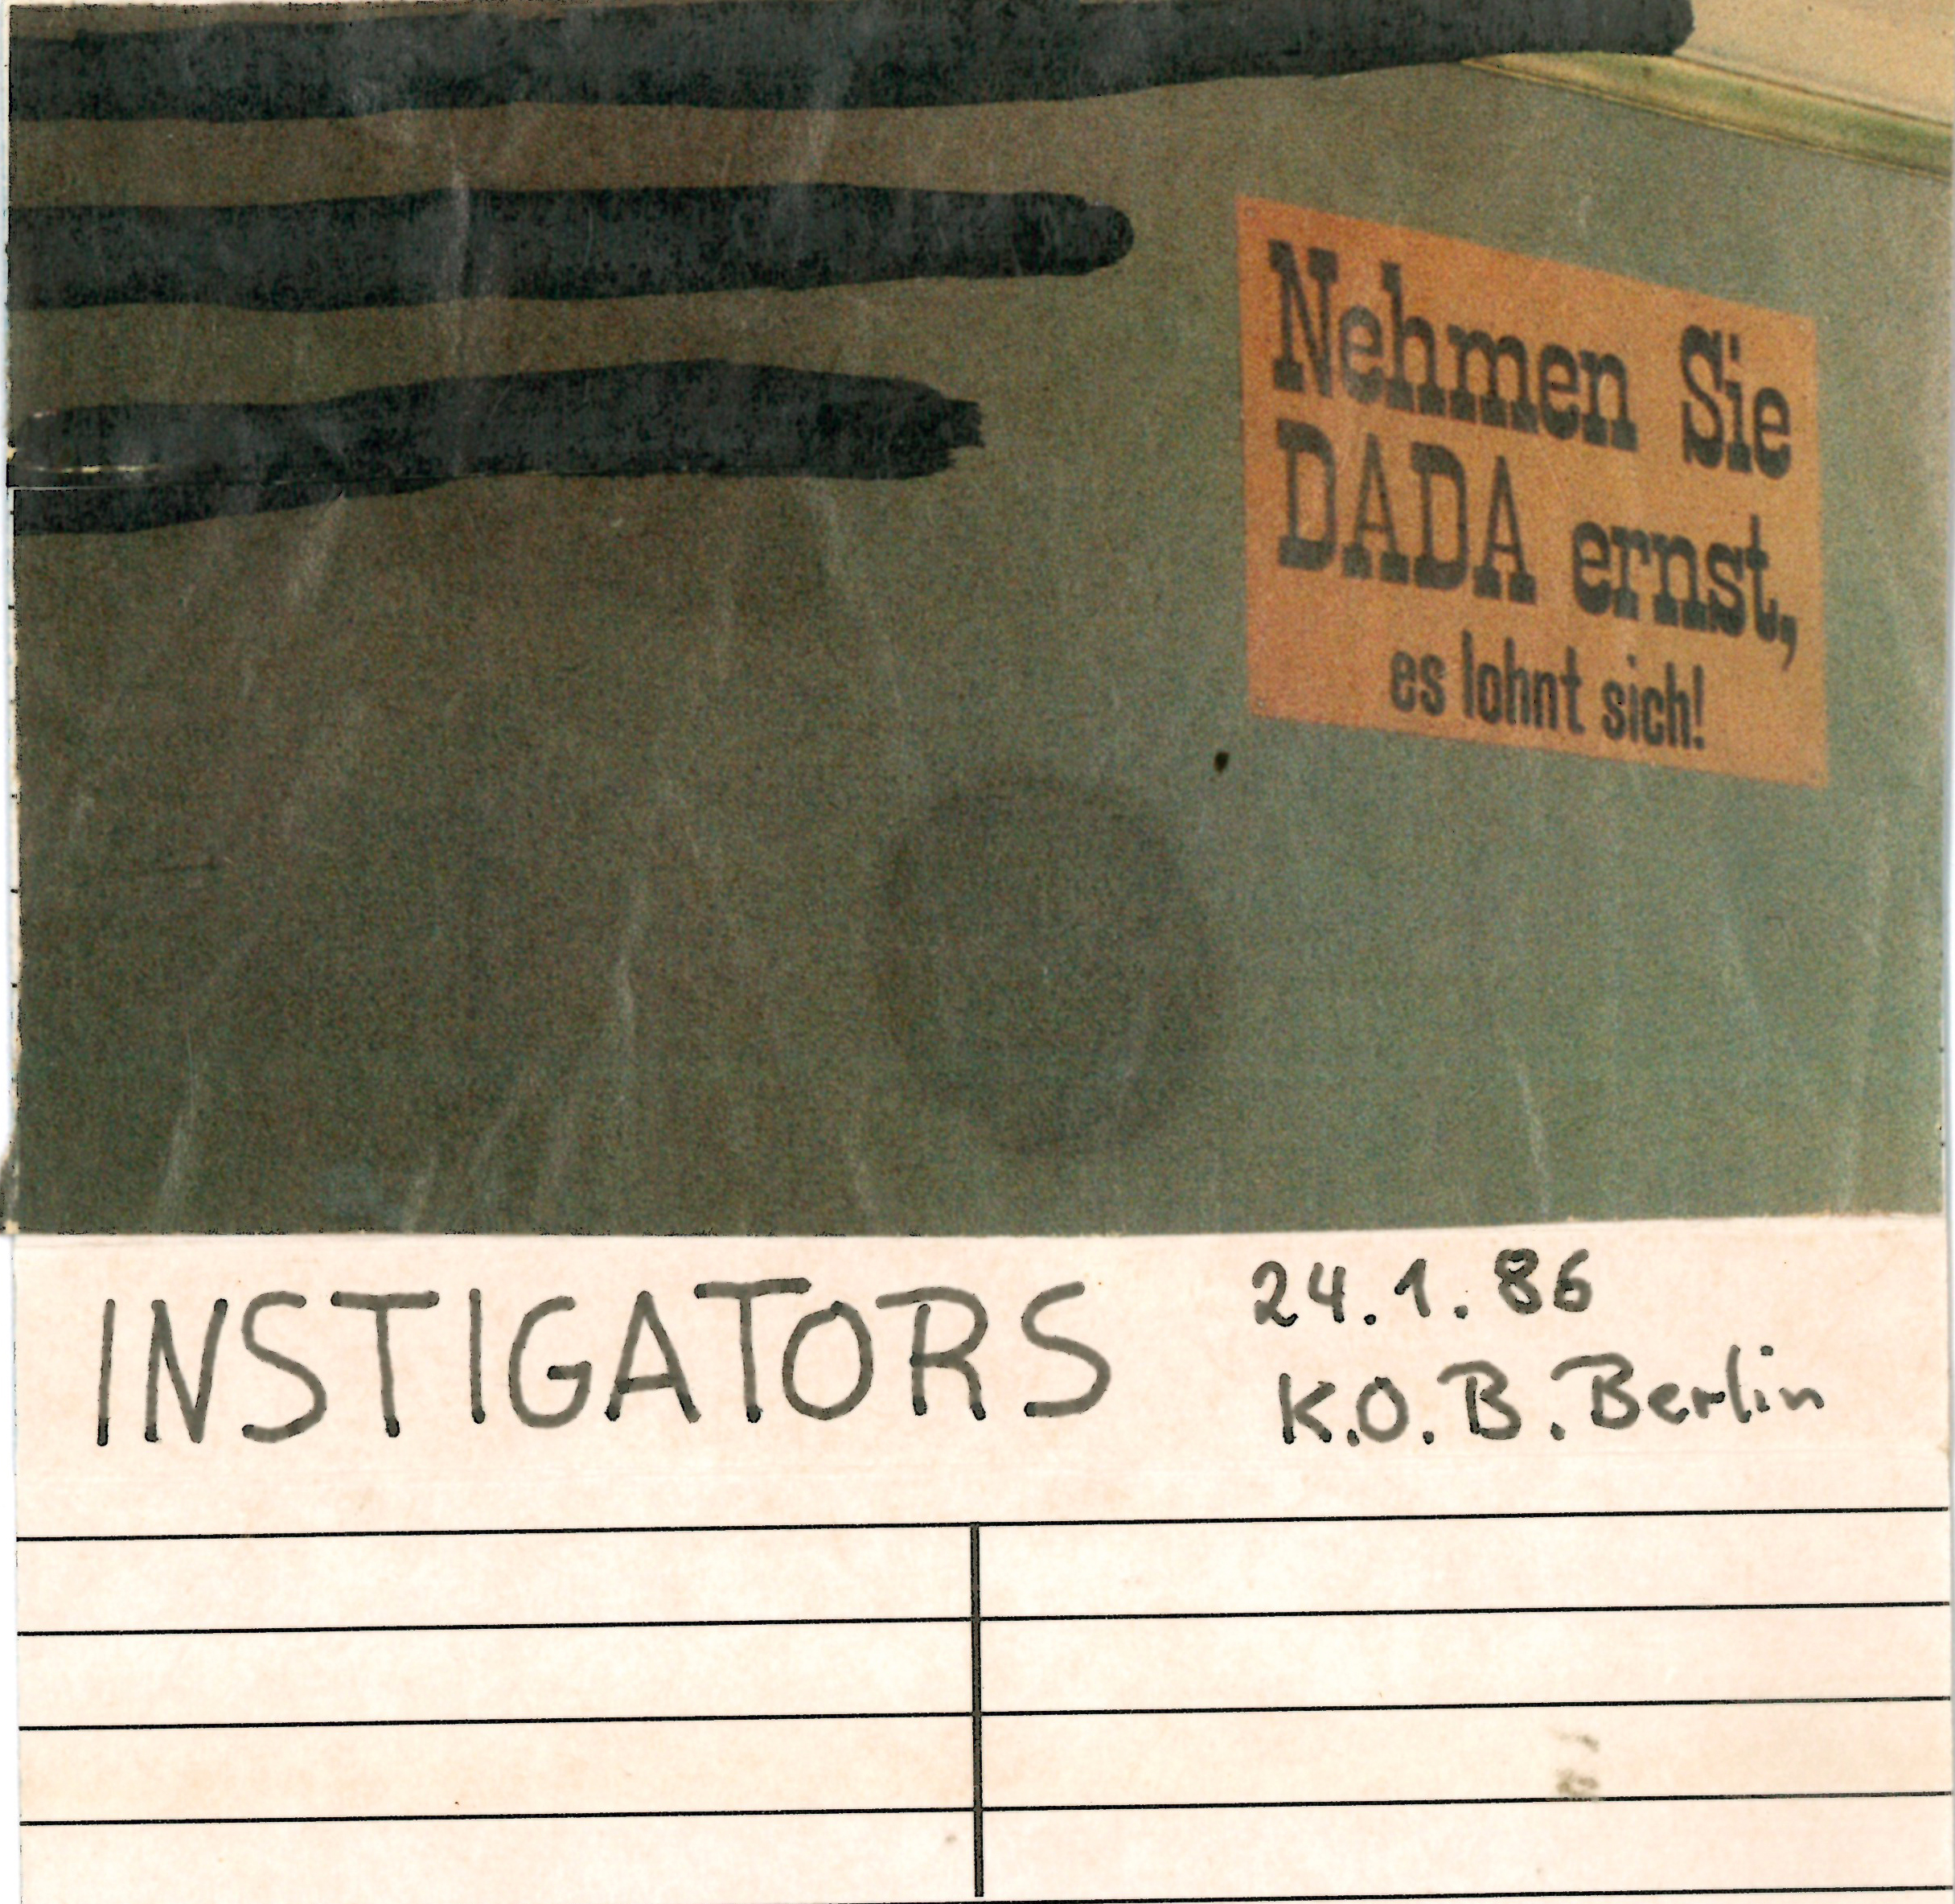 Nehmen Sie
DADA ernst,
es lohnt sich!
INSTIGATORS
24.1.86
K.O.B. Berlin